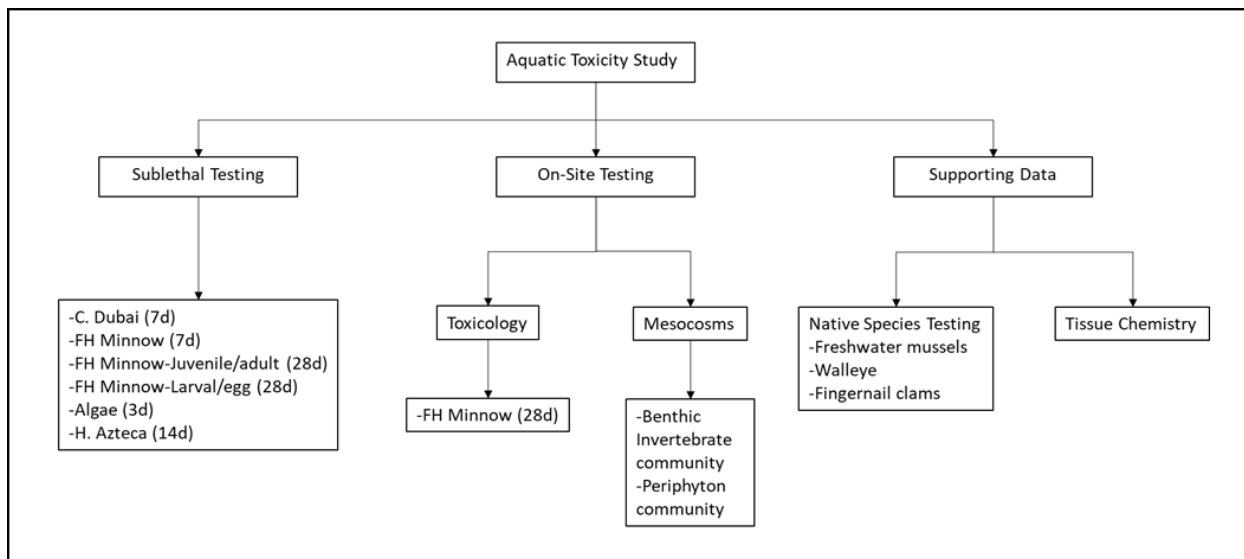 Aquatic Toxicity Study
Sublethal Testing
On-Site Testing
Supporting Data
-C. Dubai (7d)
-FH Minnow (7d)
-FH Minnow-Juvenile/adult (28d)
-FH Minnow-Larval/egg (28d)
-Algae (3d)
-H. Azteca (14d)
Toxicology
Mesocosms
-FH Minnow (28d)
-Benthic
Invertebrate
community
-Periphyton
community
Native Species Testing
-Freshwater mussels
-Walleye
-Fingernail clams
Tissue Chemistry